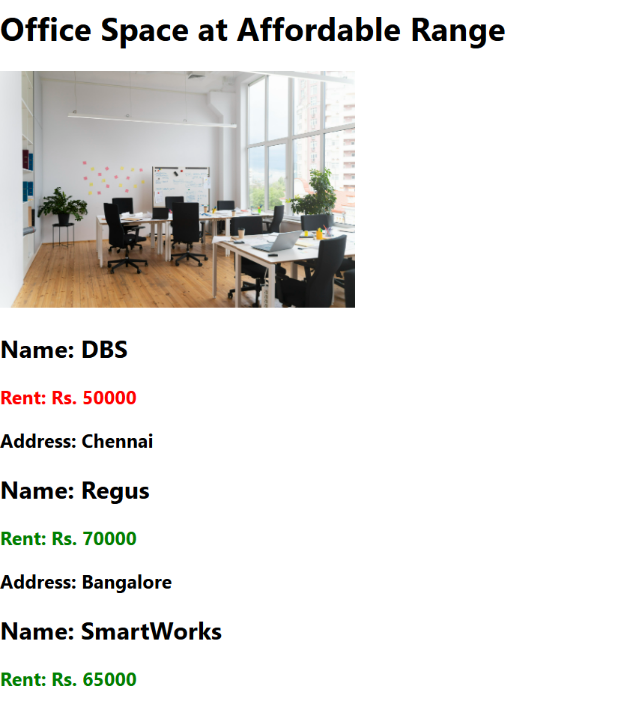 Office Space at Affordable Range
Name: DBS
Rent: Rs. 50000
Address: Chennai
Name: Regus
Rent: Rs. 70000
Address: Bangalore
Name: SmartWorks
Rent: Rs. 65000